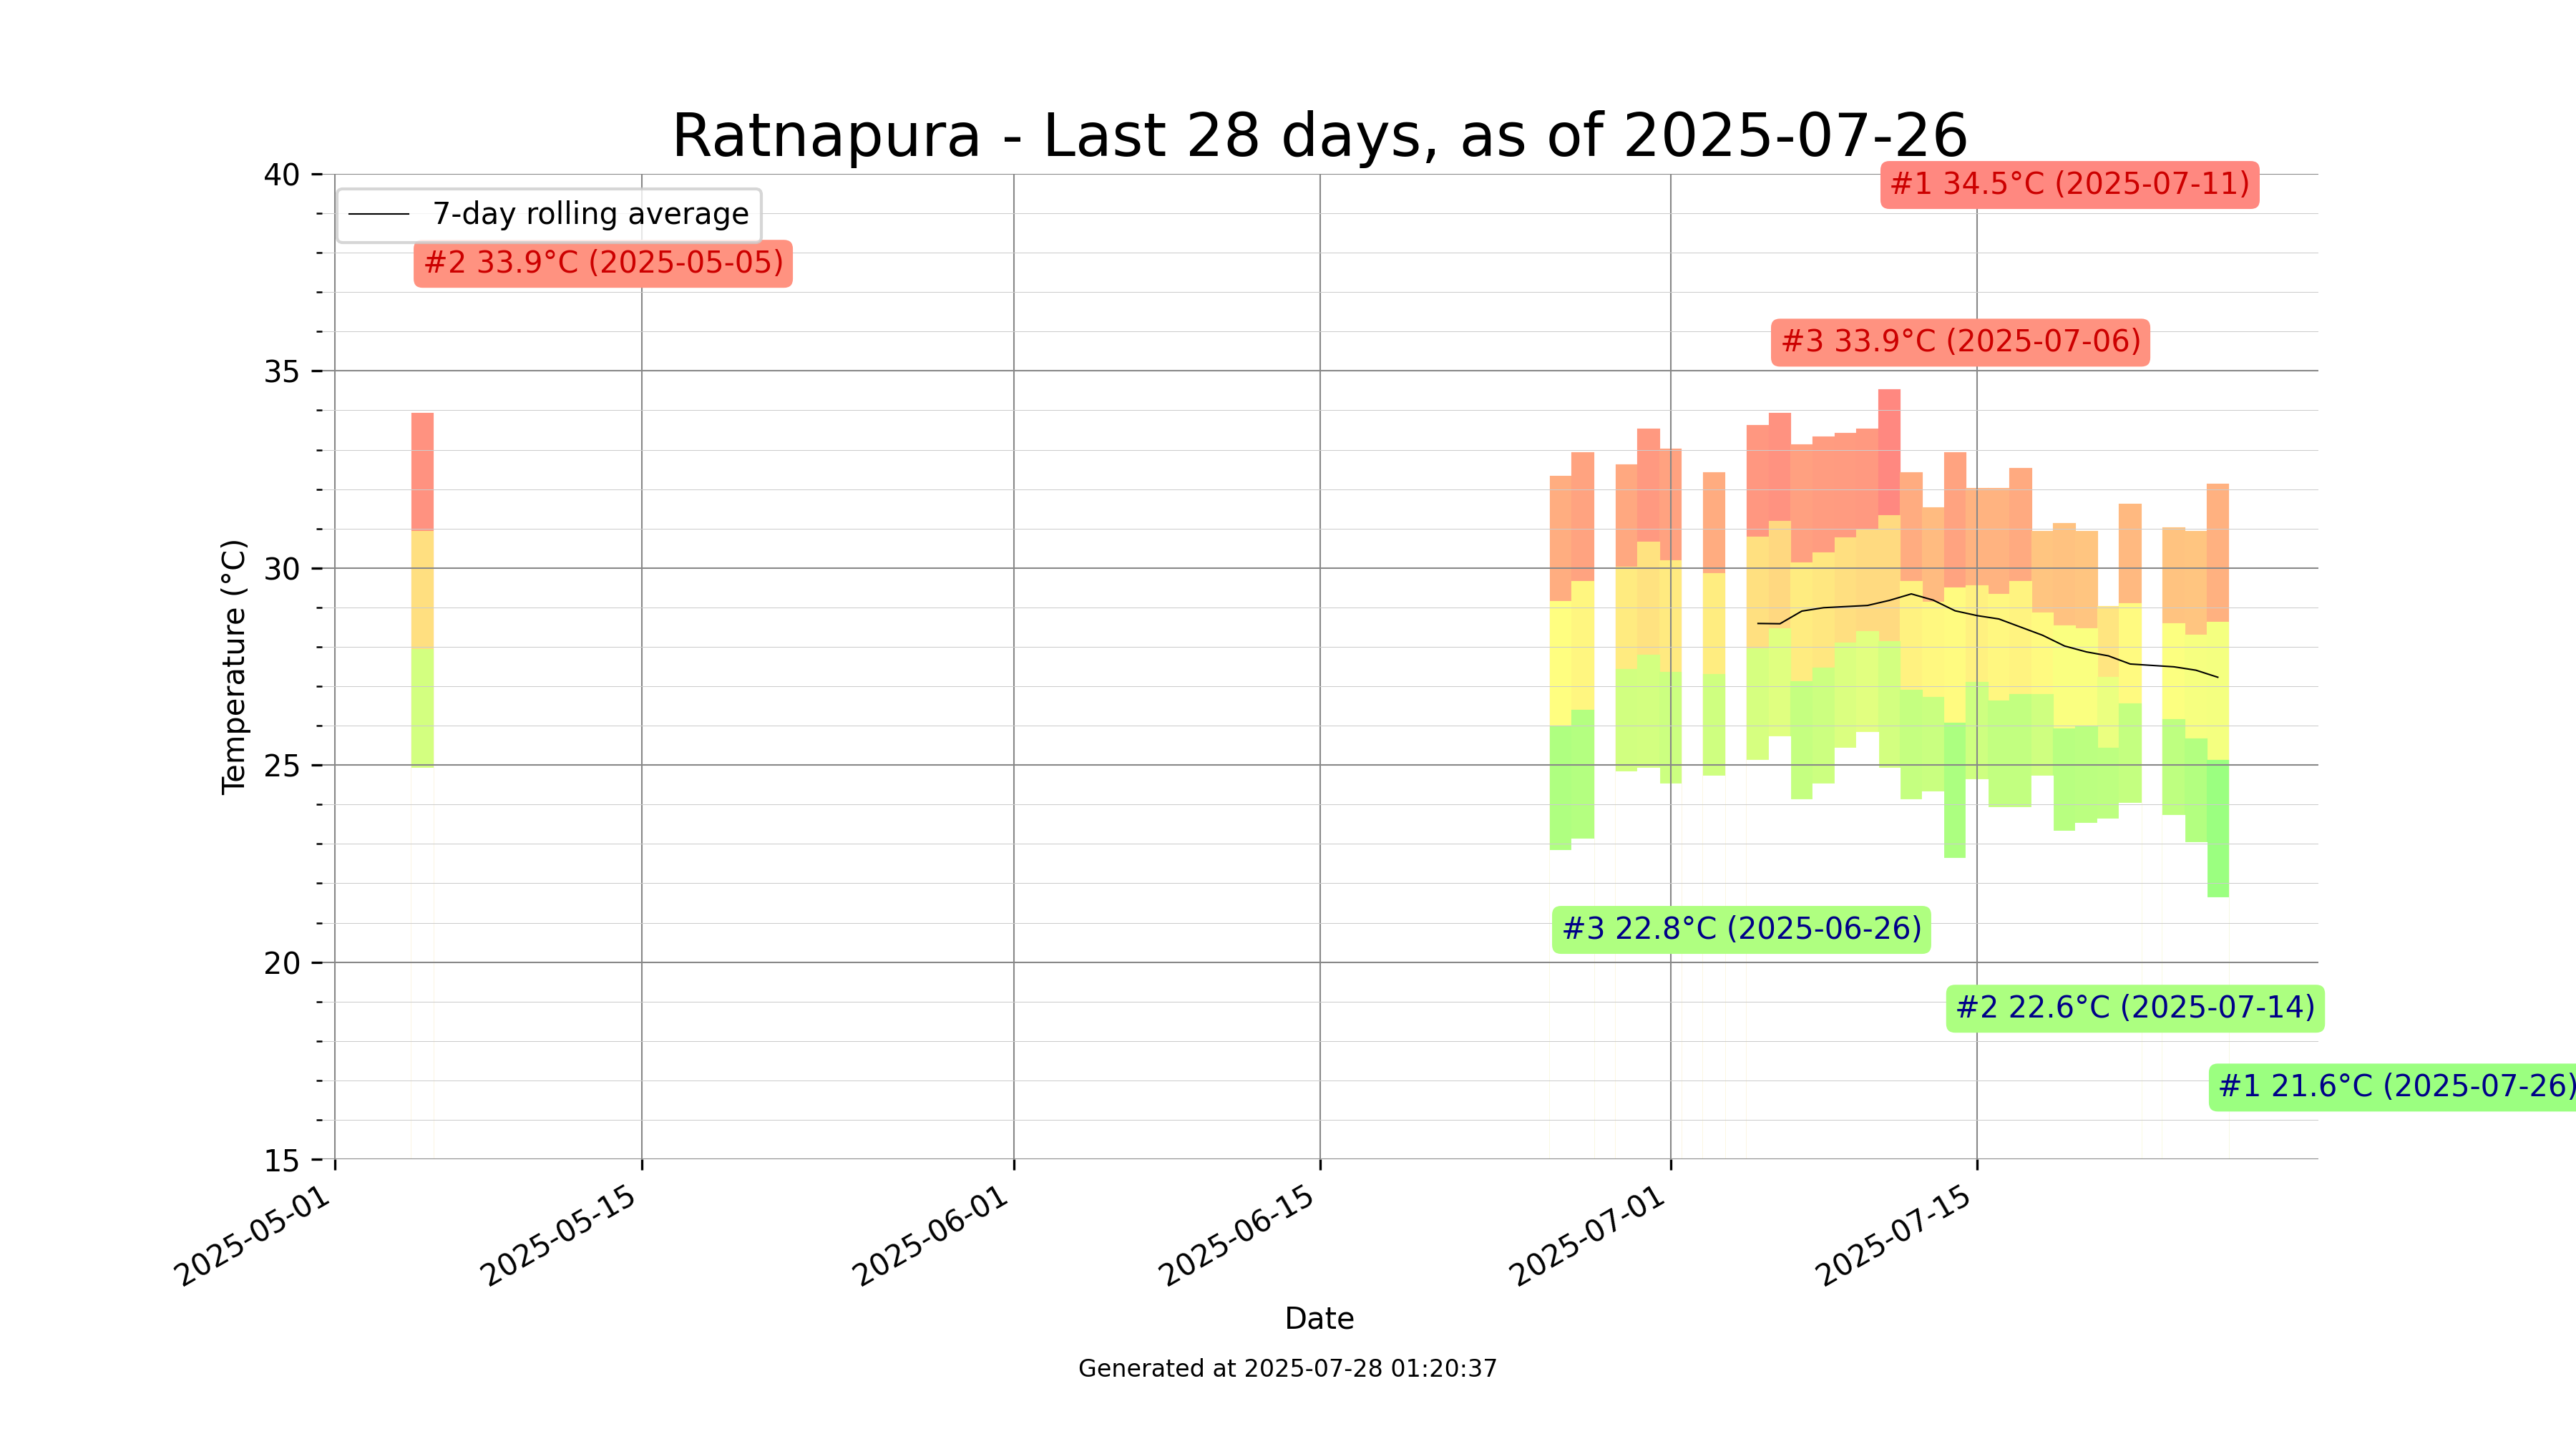 Ratnapura - Last 28 days, as of 2025-07-26
40
#1 34.5°C (2025-07-11)
7-day rolling average
#2 33.9°C (2025-05-05)
#3 33.9°C (2025-07-06)
35
30
Temperature (°C)
25
#3 22.8°C (2025-06-26)
20
#2 22.6°C (2025-07-14)
#1 21.6°C (2025-07-26)
15
2025-05-01
2025-05-15
2025-06-01
2025-06-15
2025-07-01
2025-07-15
Date
Generated at 2025-07-28 01:20:37